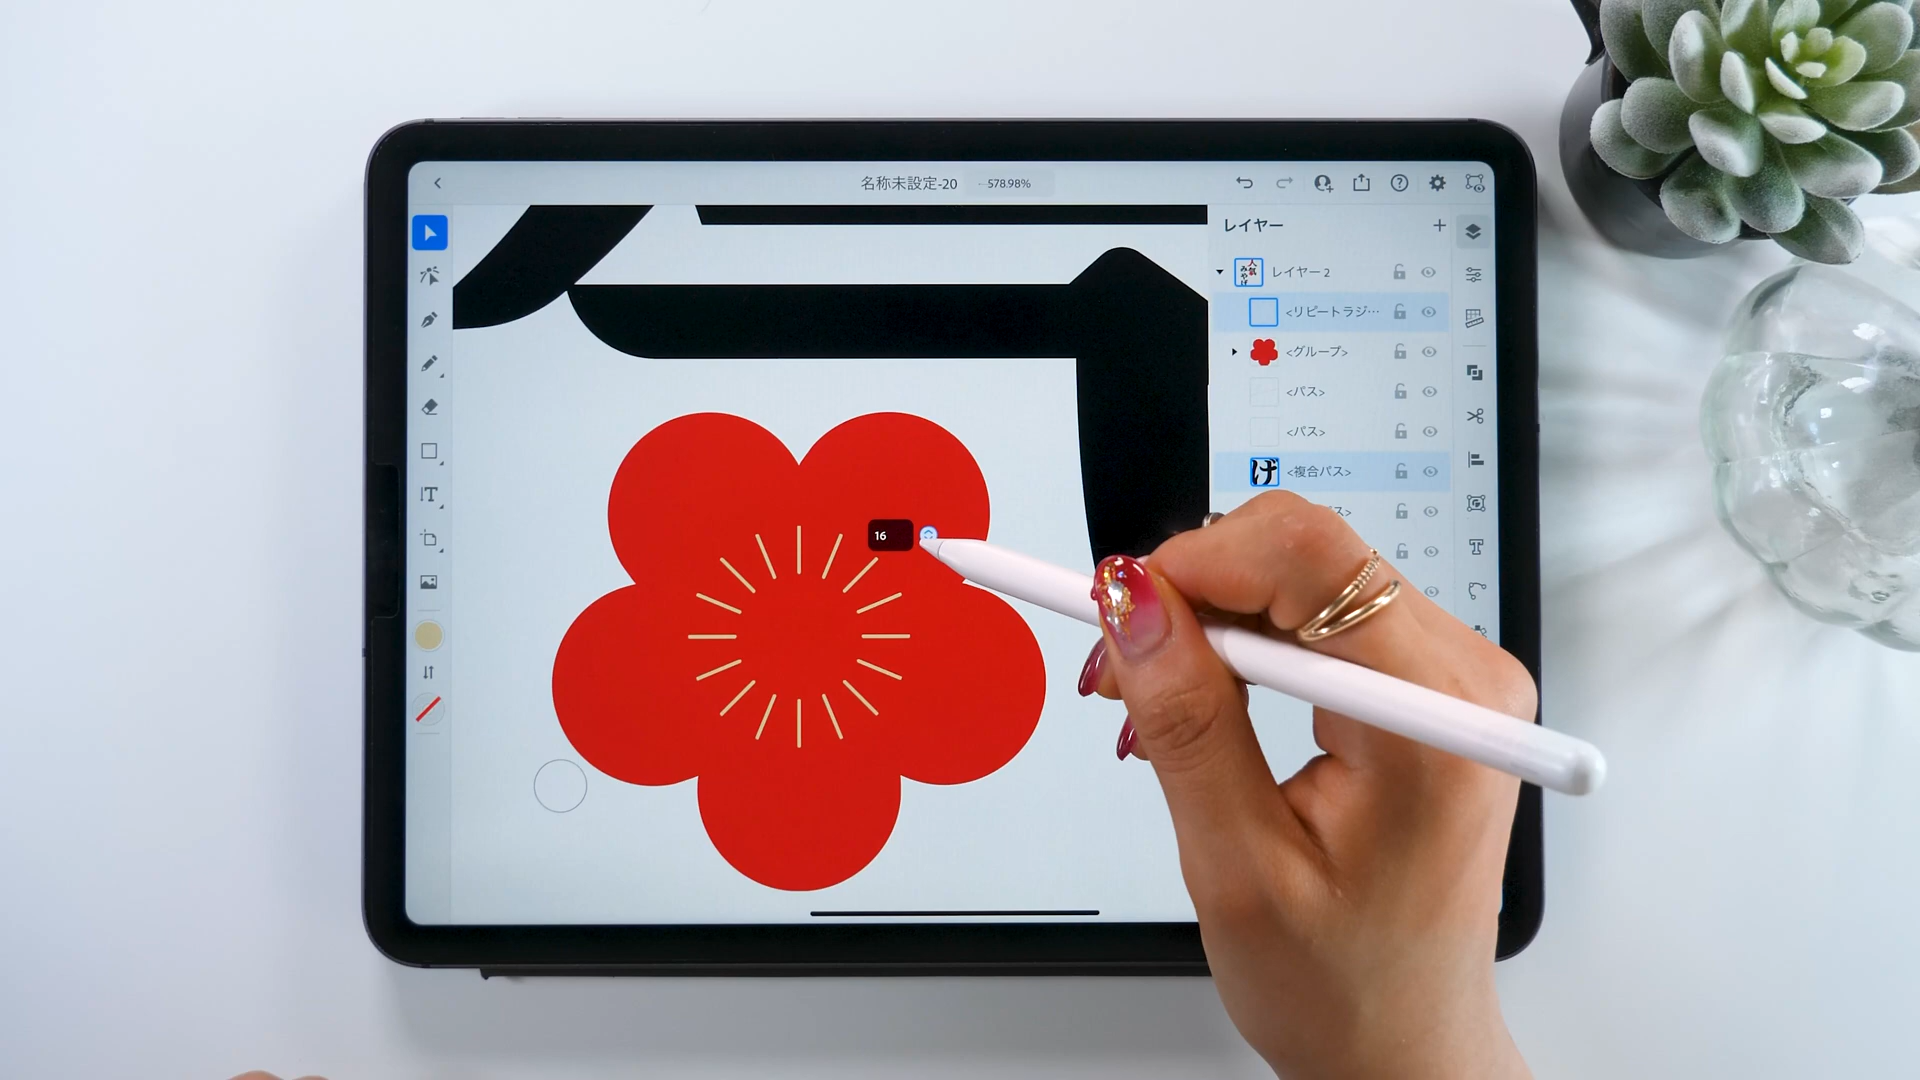 名称未設定-20
578.98%
レイヤー
レイヤー 2
<リピートラジ…
<グループ>
<パス>
<パス>
げ
<複合パス>
16
T
T